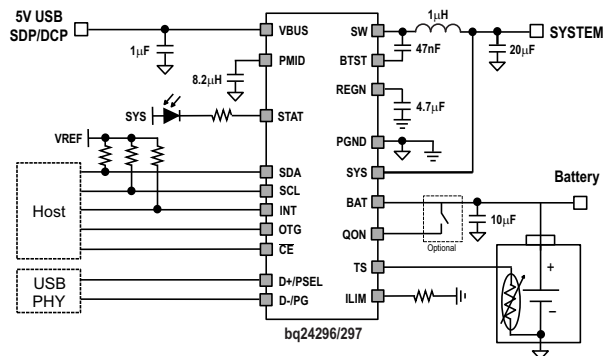 5V USB
SDP/DCP
1μF
VBUS
PMID
8.2μH
SYS
STAT
VREF
Host
SDA
SCL
INT
OTG
CE
USB
PHY
D+/PSEL
D-/PG
SW
1μH
SYSTEM
47nF
20μF
BTST
REGN
4.7μF
PGND
SYS
BAT
Battery
10μF
QON
Optional
TS
ILIM
+
–
bq24296/297